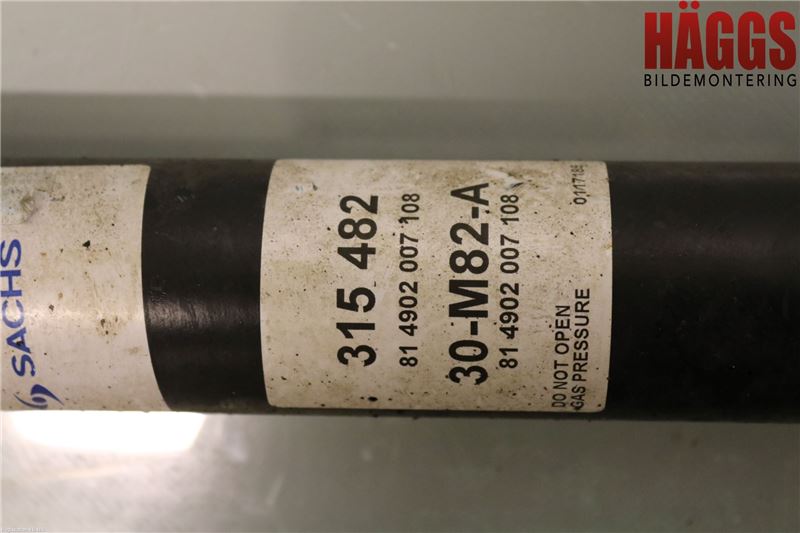 HÄGGS
BILDEMONTERING
SACHS
315 482
81 4902 007 108
30-M82-A
81 4902 007 108
DO NOT OPEN
GAS PRESSURE